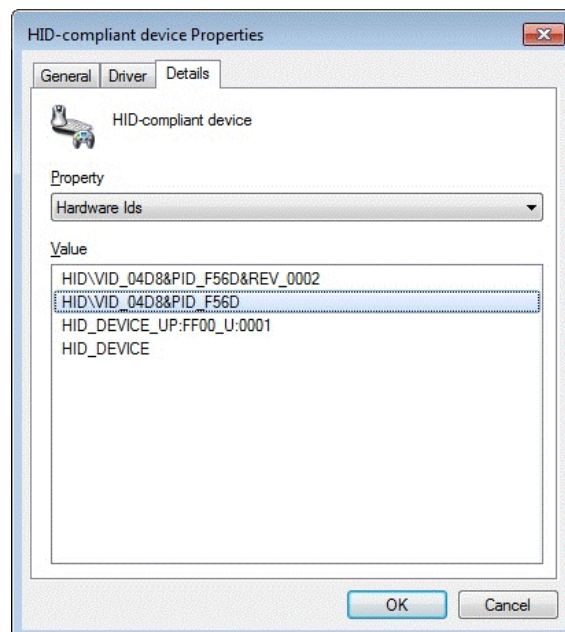 HID-compliant device Properties
General Driver Details
HID-compliant device
Property
Hardware Ids
Value
HID\VID_04D8&PID_F56D&REV_0002
HID\VID_04D8&PID_F56D
HID_DEVICE_UP:FF00_U:0001
HID_DEVICE
OK Cancel